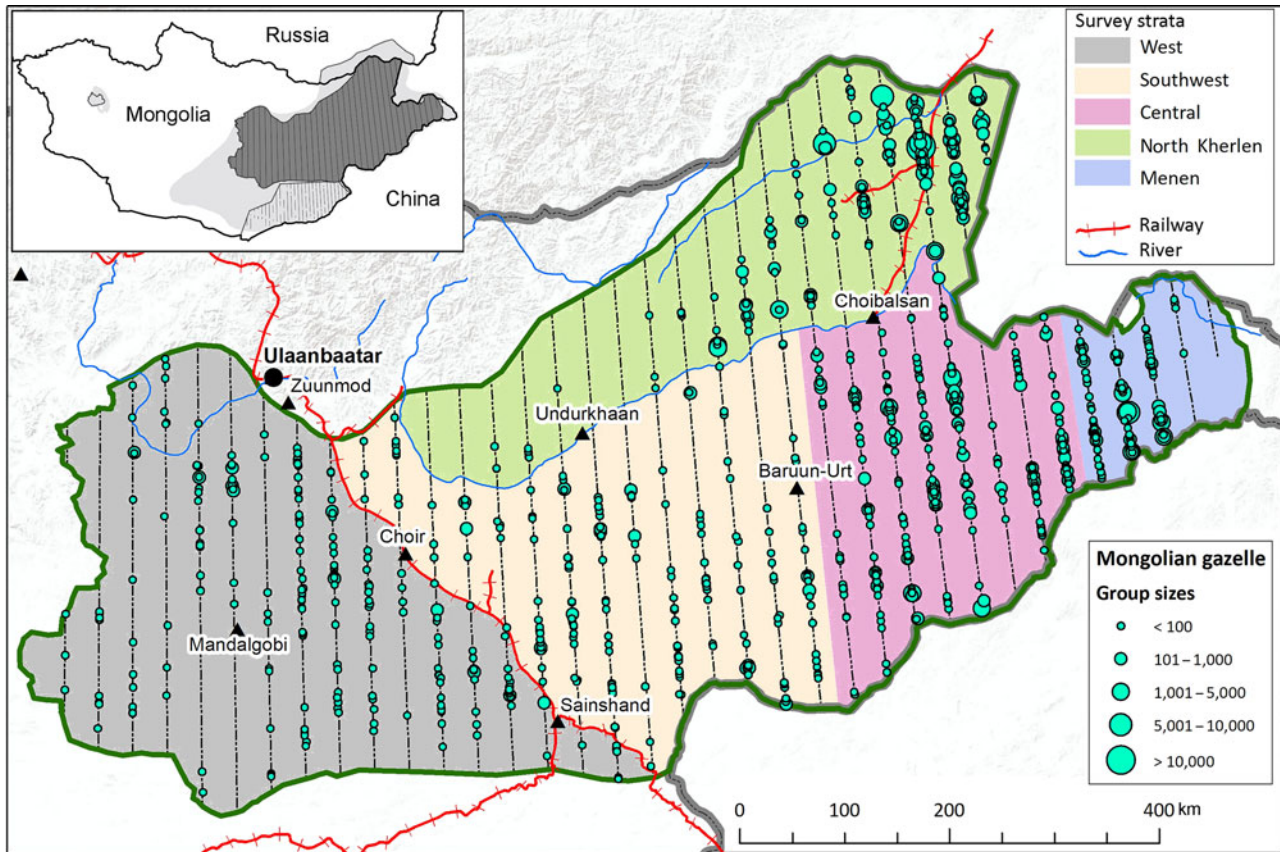 Russia
Mongolia
China
Survey strata
West
Southwest
Central
North Kherlen
Menen
Railway
River
Choibalsan
Ulaanbaatar
Zuunmod
Undurkhaan
Baruun-Urt
Choir
Mandalgobi
Sainshand
Mongolian gazelle
Group sizes
< 100
101 – 1,000
1,001 – 5,000
5,001 – 10,000
> 10,000
0 100 200 400 km